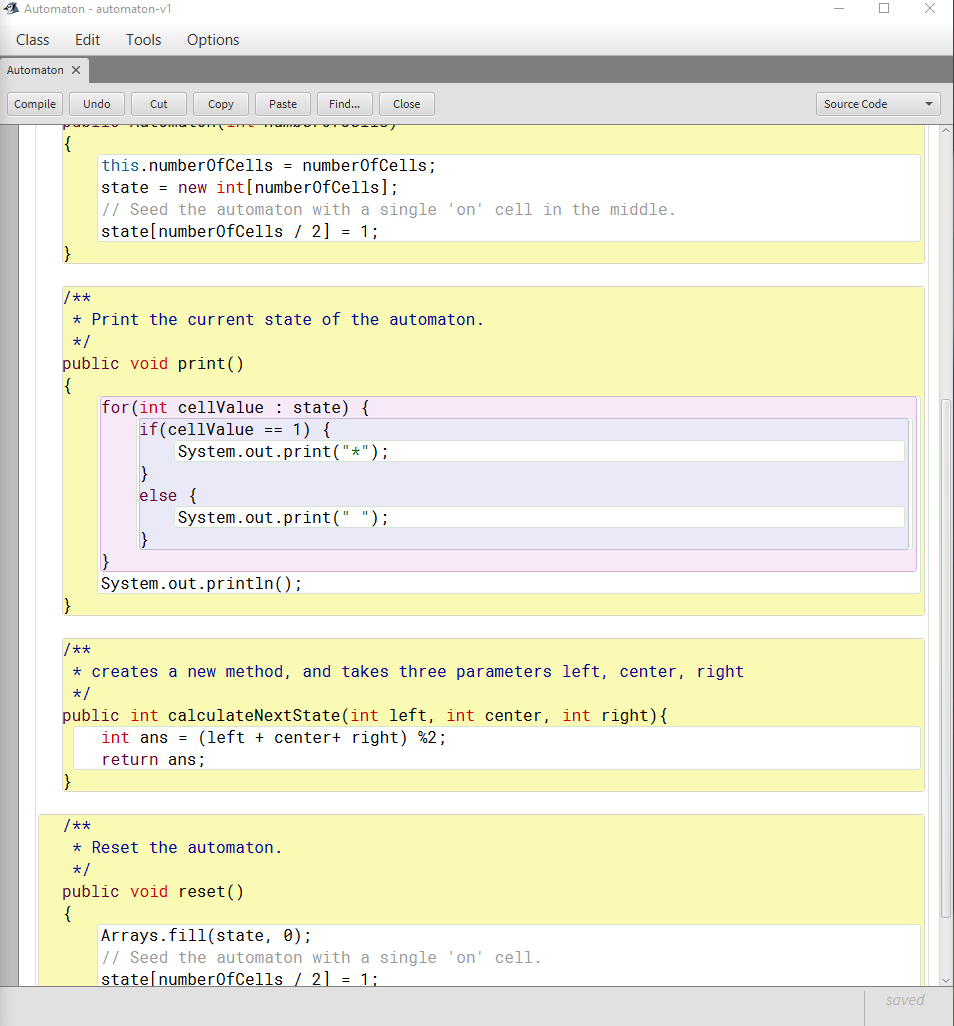 Automaton - automaton-v1
Class Edit Tools Options
Automaton ✕
Compile Undo Cut Copy Paste Find... Close Source Code
public Automaton(int numberOfCells)
{
this.numberOfCells = numberOfCells;
state = new int[numberOfCells];
// Seed the automaton with a single 'on' cell in the middle.
state[numberOfCells / 2] = 1;
}
/**
* Print the current state of the automaton.
*/
public void print()
{
for(int cellValue : state) {
if(cellValue == 1) {
System.out.print("*");
}
else {
System.out.print(" ");
}
}
System.out.println();
}
/**
* creates a new method, and takes three parameters left, center, right
*/
public int calculateNextState(int left, int center, int right){
int ans = (left + center+ right) %2;
return ans;
}
/**
* Reset the automaton.
*/
public void reset()
{
Arrays.fill(state, 0);
// Seed the automaton with a single 'on' cell.
state[numberOfCells / 2] = 1;
saved